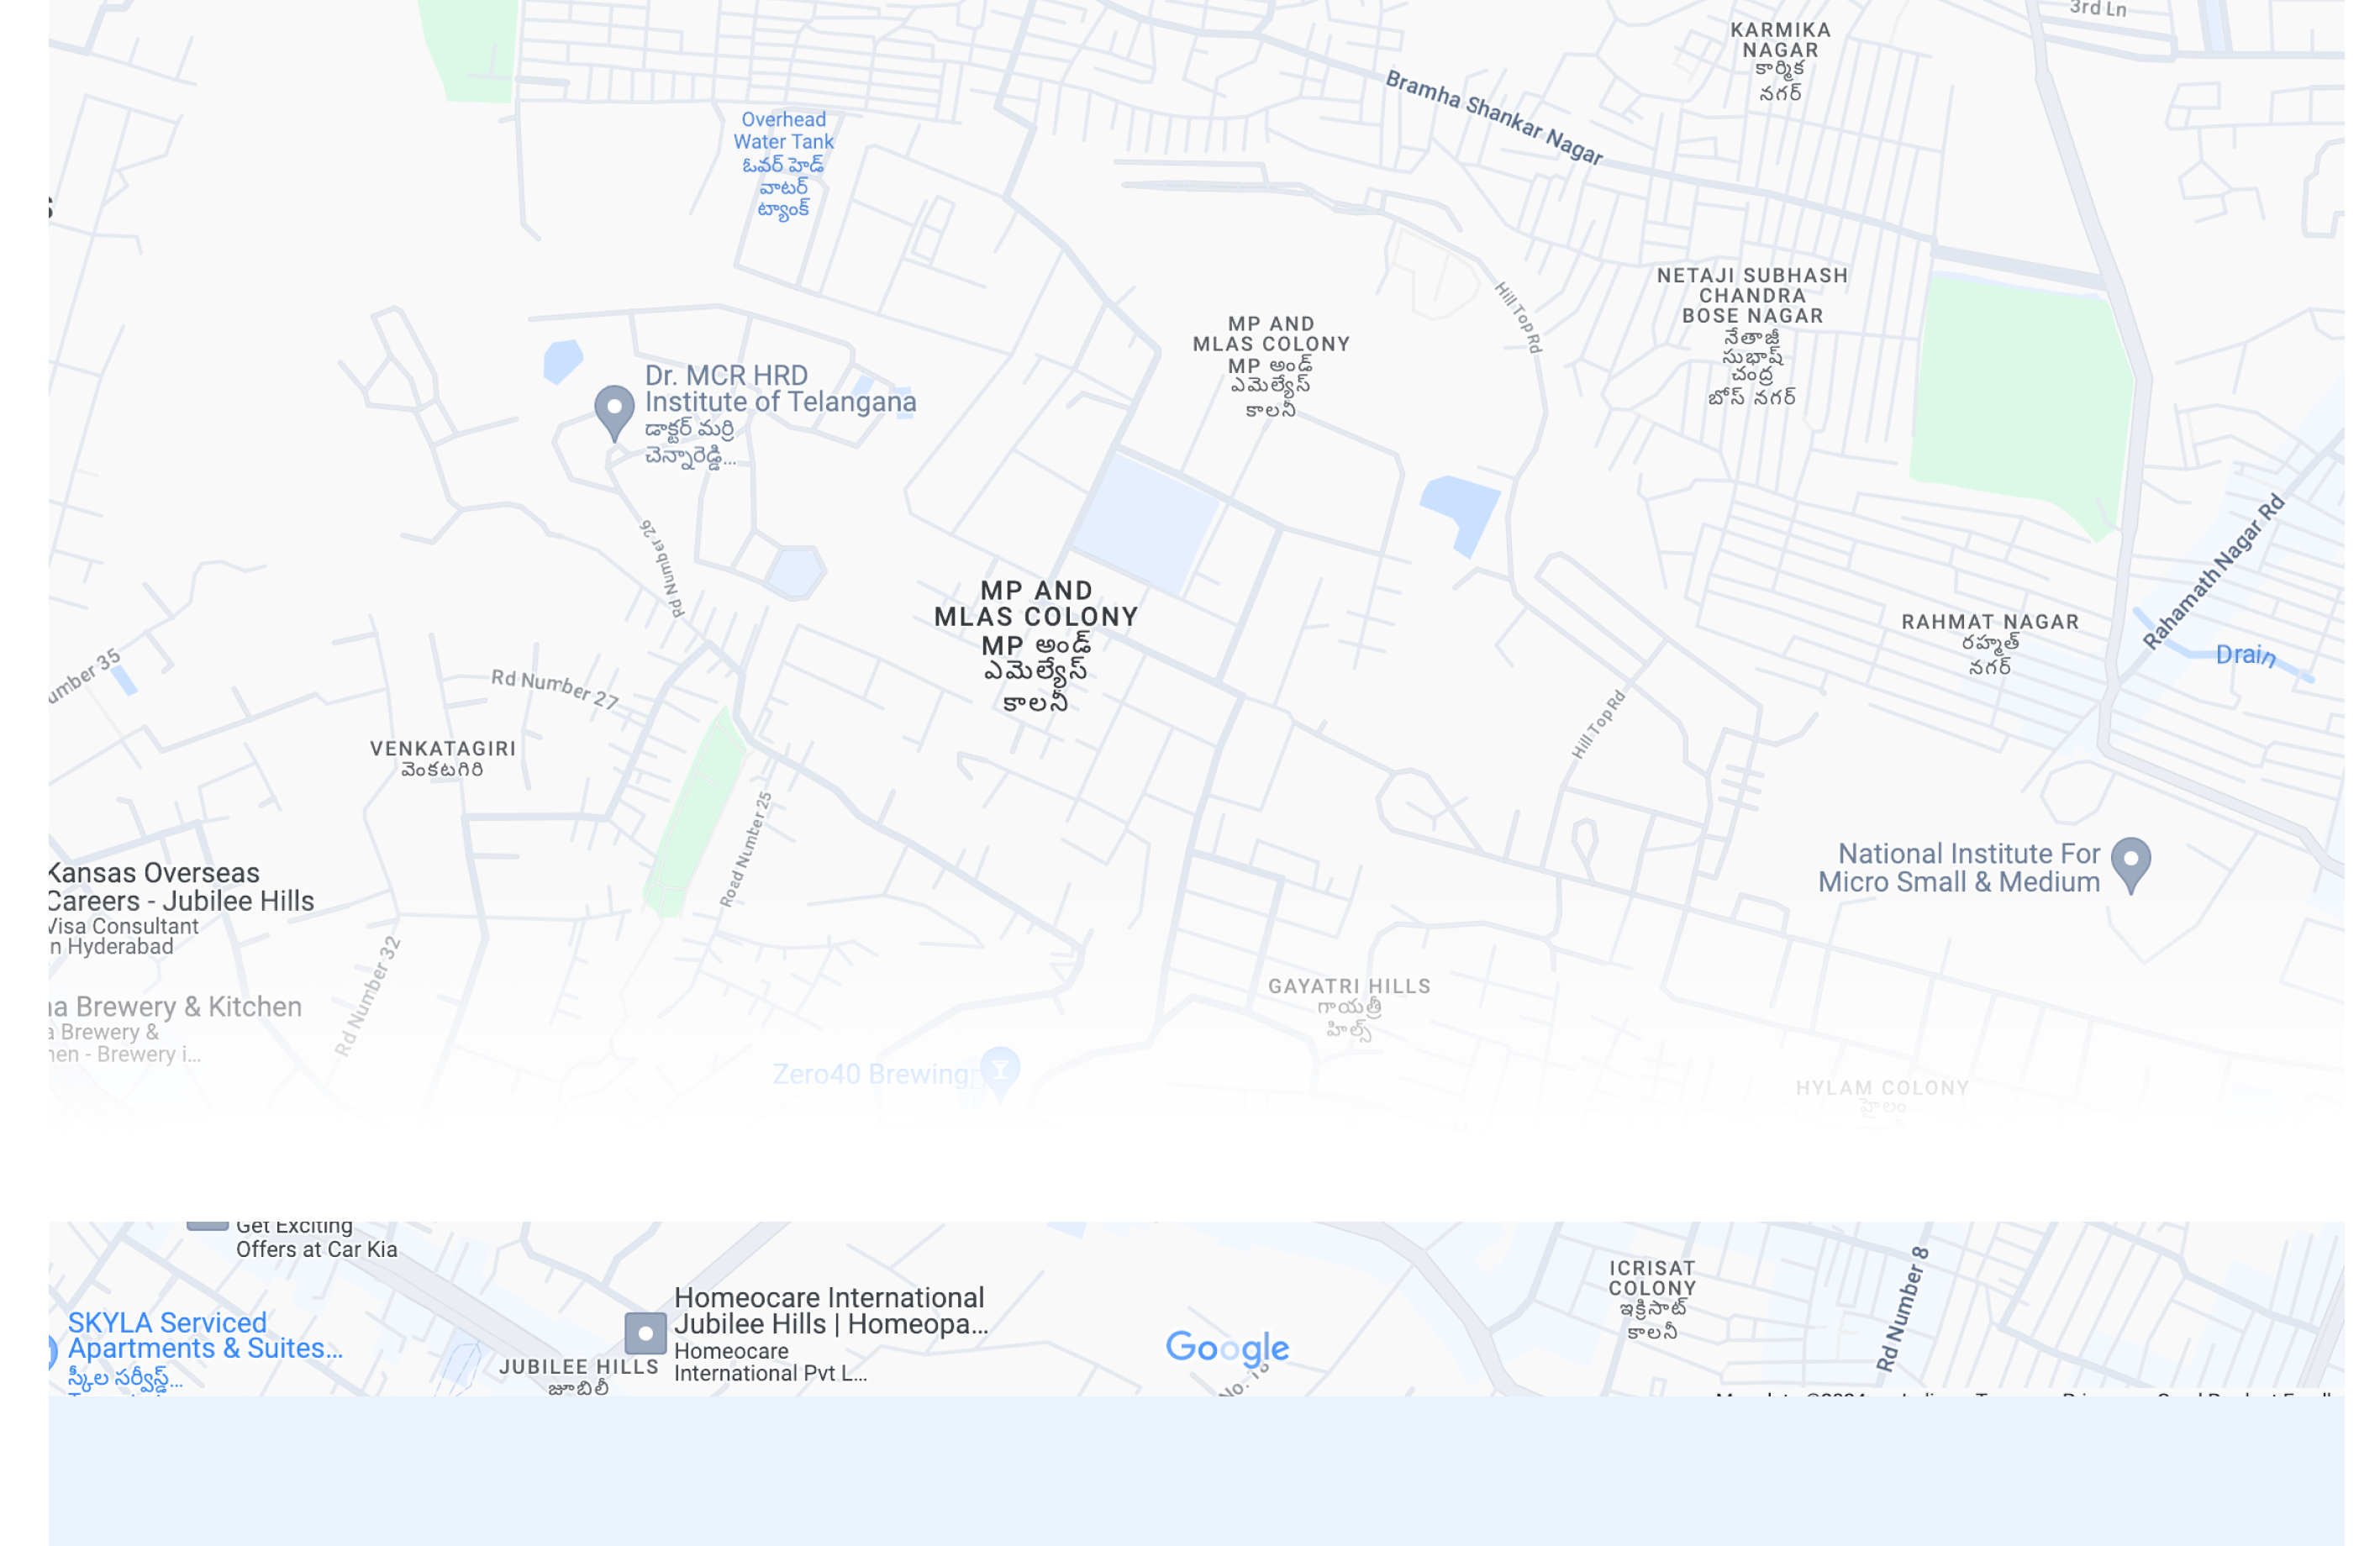 3rd Ln
KARMIKA
NAGAR
కార్మిక
నగర్
Bramha Shankar Nagar
Overhead
Water Tank
ఓవర్ హెడ్
వాటర్
ట్యాంక్
NETAJI SUBHASH
CHANDRA
BOSE NAGAR
నేతాజీ
సుభాష్
చంద్ర
బోస్ నగర్
Hill Top Rd
MP AND
MLAS COLONY
MP అండ్
ఎమెల్యేస్
కాలనీ
Dr. MCR HRD
Institute of Telangana
డాక్టర్ మర్రి
చెన్నారెడ్డి...
Rd Number 26
Rahamath Nagar Rd
MP AND
MLAS COLONY
MP అండ్
ఎమెల్యేస్
కాలనీ
RAHMAT NAGAR
రహ్మత్
నగర్
Drain
umber 35
Rd Number 27
Hill Top Rd
VENKATAGIRI
వెంకటగిరి
Road Number 25
National Institute For
Micro Small & Medium
Kansas Overseas
Careers - Jubilee Hills
Visa Consultant
n Hyderabad
Rd Number 32
GAYATRI HILLS
గాయత్రీ
హిల్స్
na Brewery & Kitchen
a Brewery &
hen - Brewery i...
Zero40 Brewing
HYLAM COLONY
హైలం
Get Exciting
Offers at Car Kia
ICRISAT
COLONY
ఇక్రిసాట్
కాలనీ
Rd Number 8
Homeocare International
Jubilee Hills | Homeopa...
Homeocare
International Pvt L...
SKYLA Serviced
Apartments & Suites...
స్కీల సర్వీస్డ్...
JUBILEE HILLS
జూబిలీ
Google
No.-18